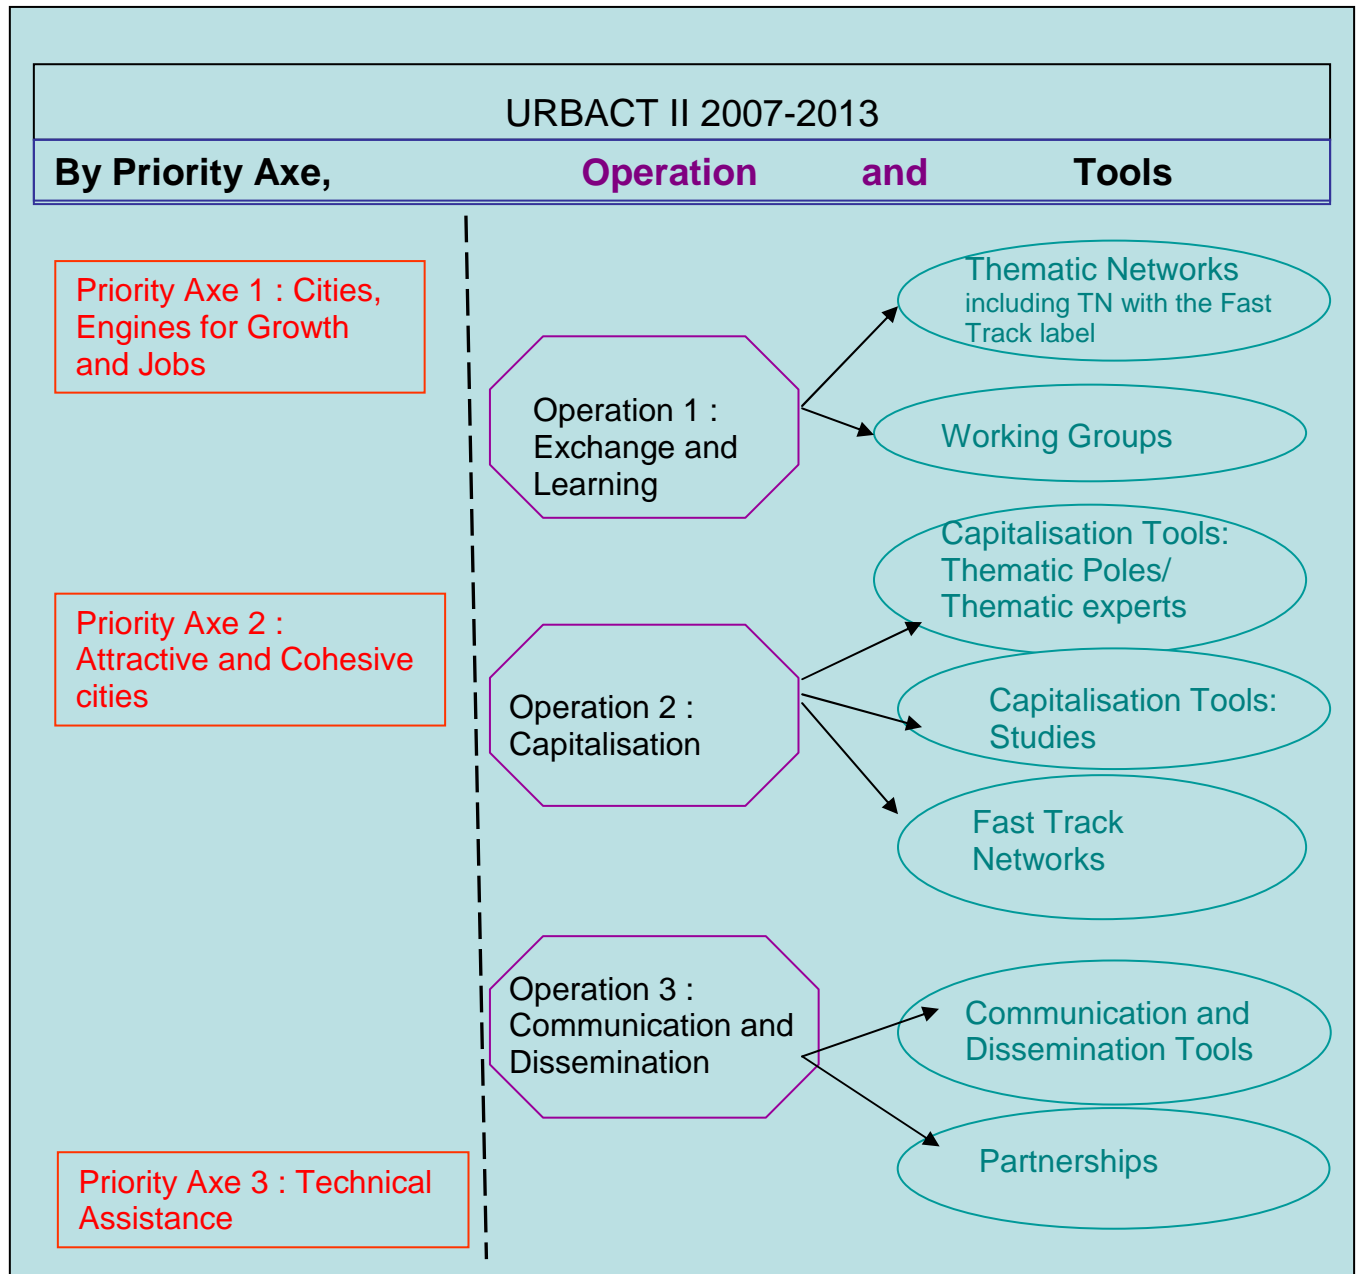 URBACT II 2007-2013
By Priority Axe, Operation and Tools
Priority Axe 1 : Cities,
Engines for Growth
and Jobs
Priority Axe 2 :
Attractive and Cohesive
cities
Priority Axe 3 : Technical
Assistance
Operation 1 :
Exchange and
Learning
Operation 2 :
Capitalisation
Operation 3 :
Communication and
Dissemination
Thematic Networks
including TN with the Fast
Track label
Working Groups
Capitalisation Tools:
Thematic Poles/
Thematic experts
Capitalisation Tools:
Studies
Fast Track
Networks
Communication and
Dissemination Tools
Partnerships